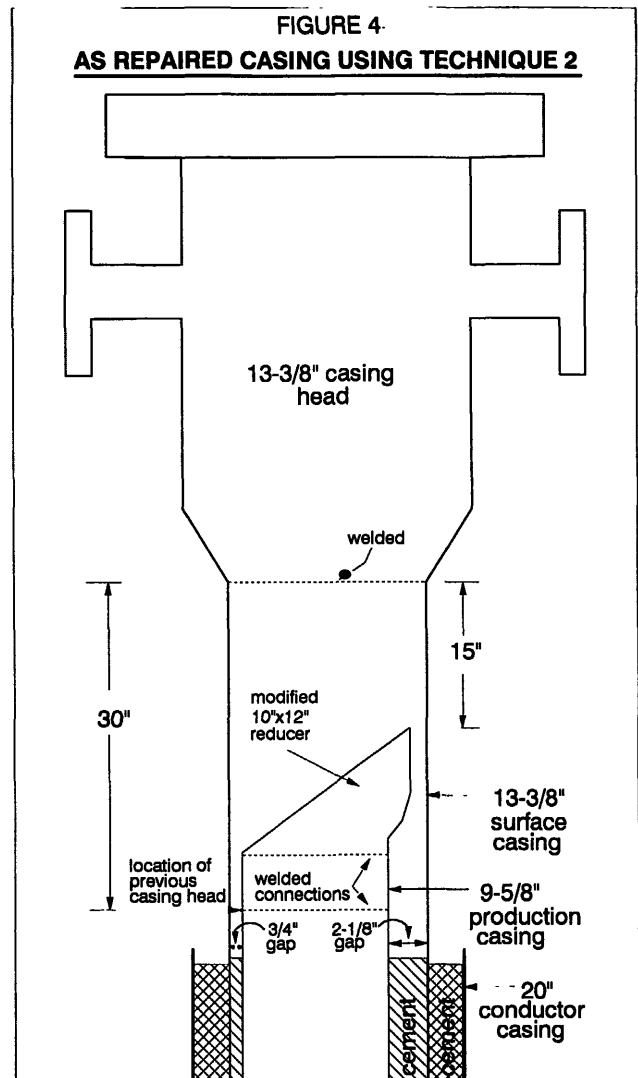 FIGURE 4
AS REPAIRED CASING USING TECHNIQUE 2
13-3/8" casing
head
welded
15"
30"
modified
10"x12"
reducer
13-3/8"
surface
casing
location of
previous
casing head
welded
connections
9-5/8"
production
casing
3/4"
gap
2-1/8"
gap
20"
conductor
casing
cement
cement